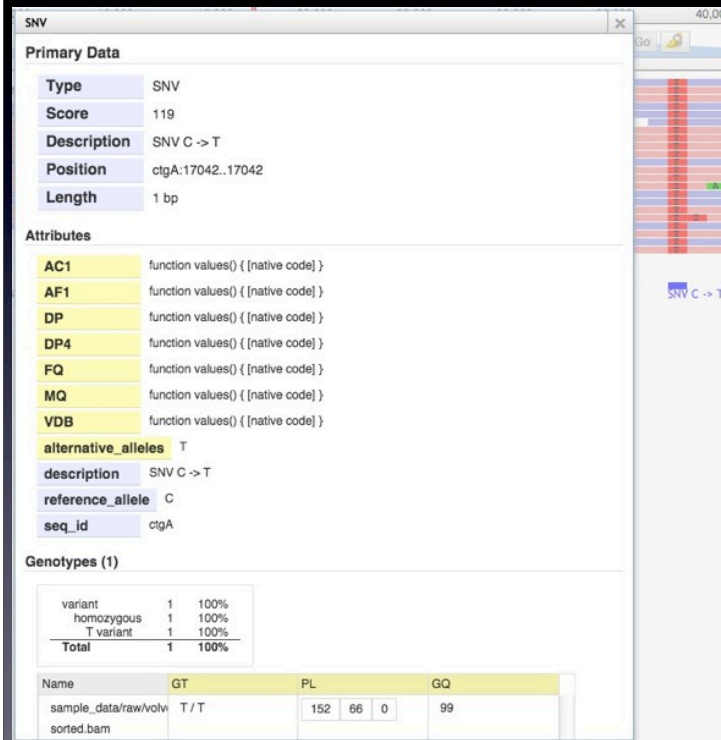 SNV
Primary Data
Type SNV
Score 119
Description SNV C -> T
Position ctgA:17042..17042
Length 1 bp
Attributes
AC1 function values() { [native code] }
AF1 function values() { [native code] }
DP function values() { [native code] }
DP4 function values() { [native code] }
FQ function values() { [native code] }
MQ function values() { [native code] }
VDB function values() { [native code] }
alternative_alleles T
description SNV C -> T
reference_allele C
seq_id ctgA
Genotypes (1)
variant 1 100%
homozygous 1 100%
T variant 1 100%
Total 1 100%
Name GT PL GQ
sample_data/raw/volv T / T 152 66 0 99
sorted.bam
Go
SNV C -> T